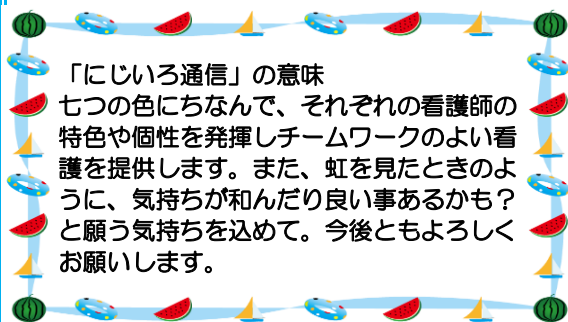 「にじいろ通信」の意味
七つの色にちなんで、それぞれの看護師の
特色や個性を発揮しチームワークのよい看
護を提供します。また、虹を見たときのよ
うに、気持ちが和んだり良い事あるかも？
と願う気持ちを込めて。今後ともよろしく
お願いします。